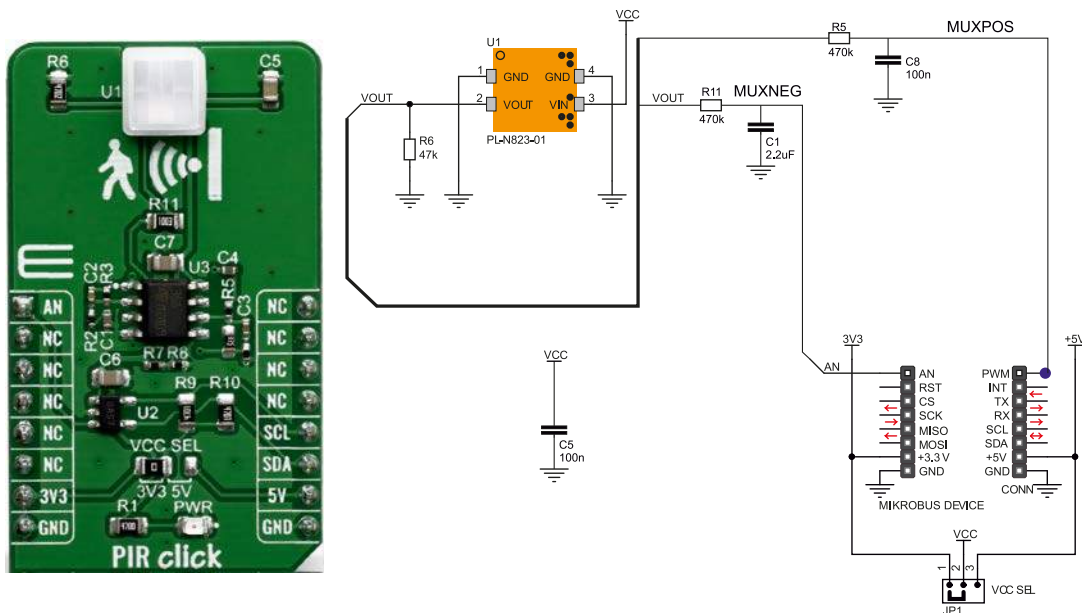 R6
U1
C5
R11
1003
C7
C4
U3
C2
R3
R5
C3
R2
C1
AN
NC
NC
NC
NC
NC
3V3
GND
NC
NC
NC
NC
SCL
SDA
5V
GND
R7 R8
C6
R9 R10
U2
VCC SEL
3V3 5V
R1
PWR
PIR click
VCC
U1
1 GND GND 4
2 VOUT VIN 3
PL-N823-01
VOUT
R6
47k
R5
470k
MUXPOS
C8
100n
VOUT
R11
470k
MUXNEG
C1
2.2uF
VCC
C5
100n
3V3
+5V
AN
AN
RST
CS
SCK
MISO
MOSI
+3.3V
GND
PWM
INT
TX
RX
SCL
SDA
+5V
GND
CONN
MIKROBUS DEVICE
VCC
1 2 3
VCC SEL
JP1